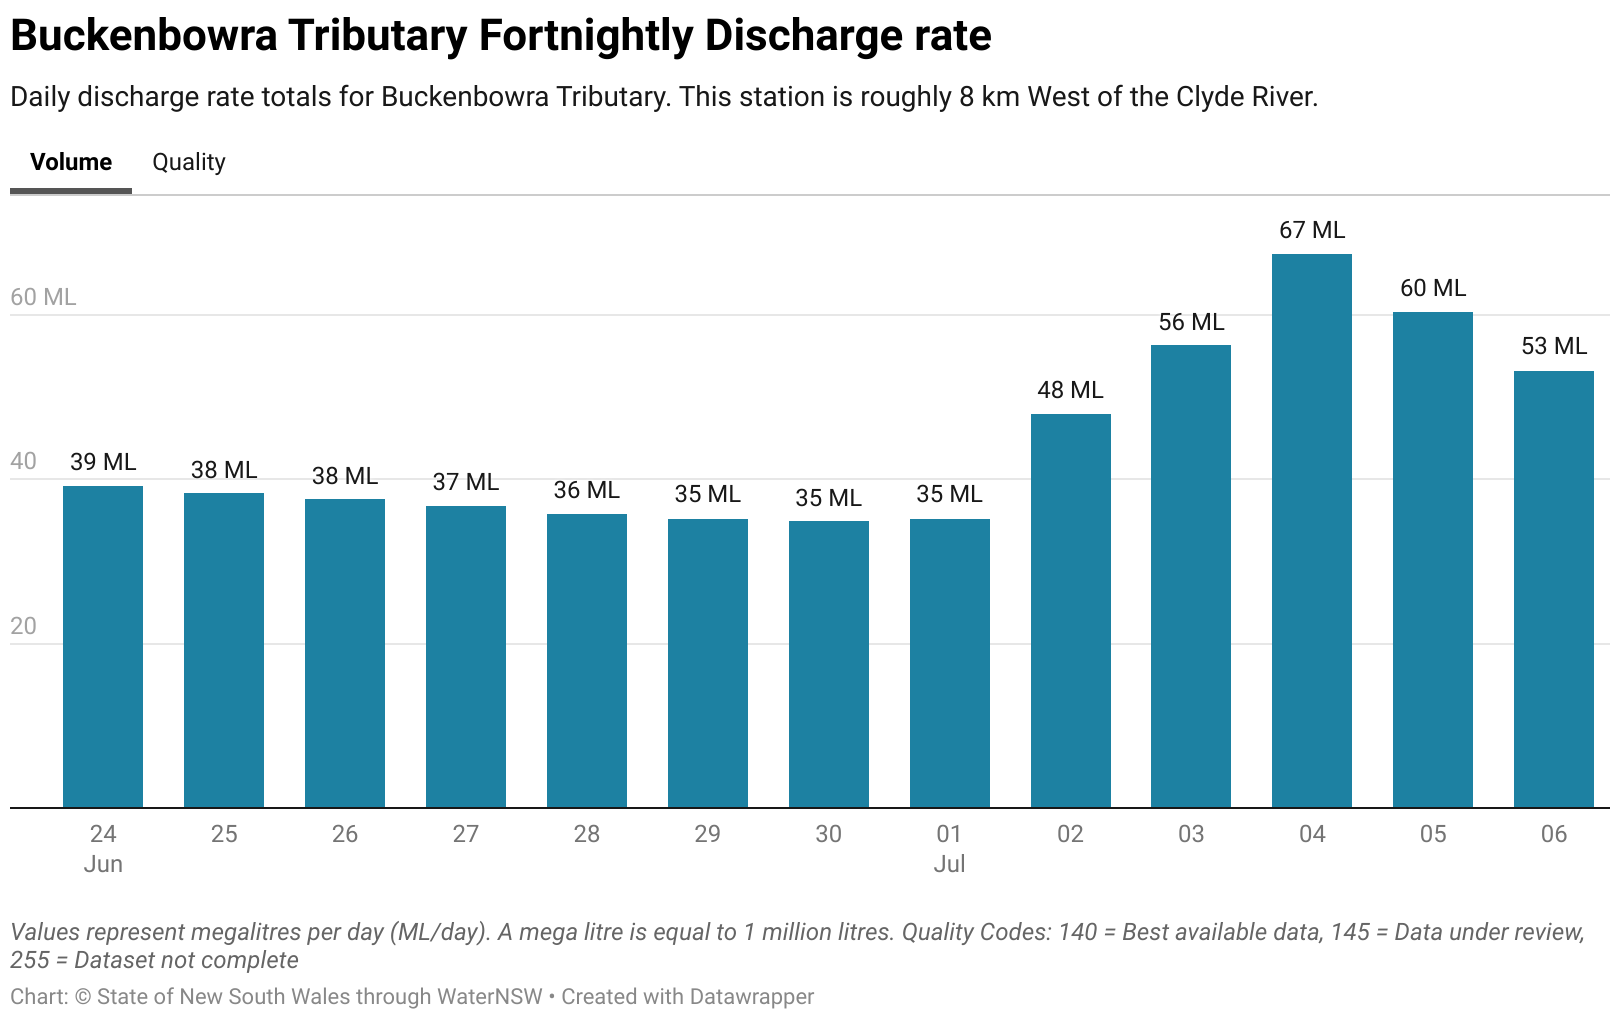 Buckenbowra Tributary Fortnightly Discharge rate
Daily discharge rate totals for Buckenbowra Tributary. This station is roughly 8 km West of the Clyde River.
Volume Quality
67 ML
60 ML
60 ML
56 ML
53 ML
48 ML
40
39 ML
38 ML
38 ML
37 ML
36 ML
35 ML
35 ML
35 ML
20
24 25 26 27 28 29 30 01 02 03 04 05 06
Jun Jul
Values represent megalitres per day (ML/day). A mega litre is equal to 1 million litres. Quality Codes: 140 = Best available data, 145 = Data under review,
255 = Dataset not complete
Chart: © State of New South Wales through WaterNSW • Created with Datawrapper